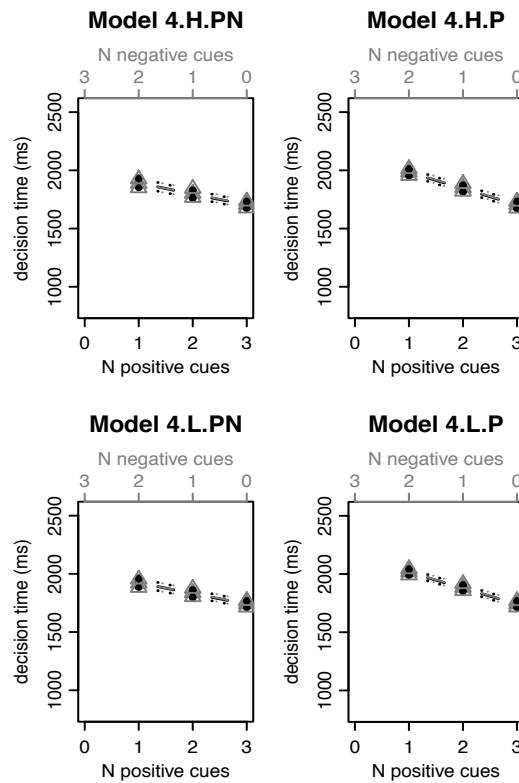 Model 4.H.PN
N negative cues
3 2 1 0
decision time (ms)
2500
2000
1500
1000
0 1 2 3
N positive cues
Model 4.H.P
N negative cues
3 2 1 0
decision time (ms)
2500
2000
1500
1000
0 1 2 3
N positive cues
Model 4.L.PN
N negative cues
3 2 1 0
decision time (ms)
2500
2000
1500
1000
0 1 2 3
N positive cues
Model 4.L.P
N negative cues
3 2 1 0
decision time (ms)
2500
2000
1500
1000
0 1 2 3
N positive cues